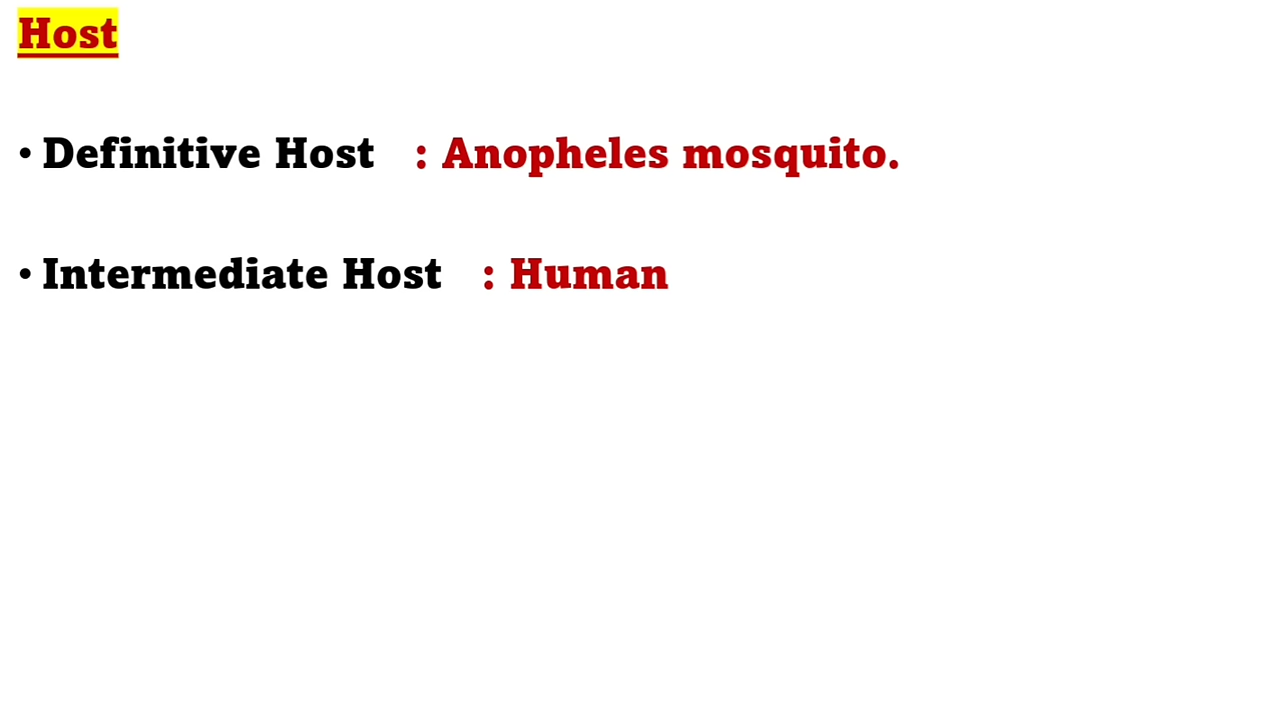 Host
• Definitive Host : Anopheles mosquito.
• Intermediate Host : Human